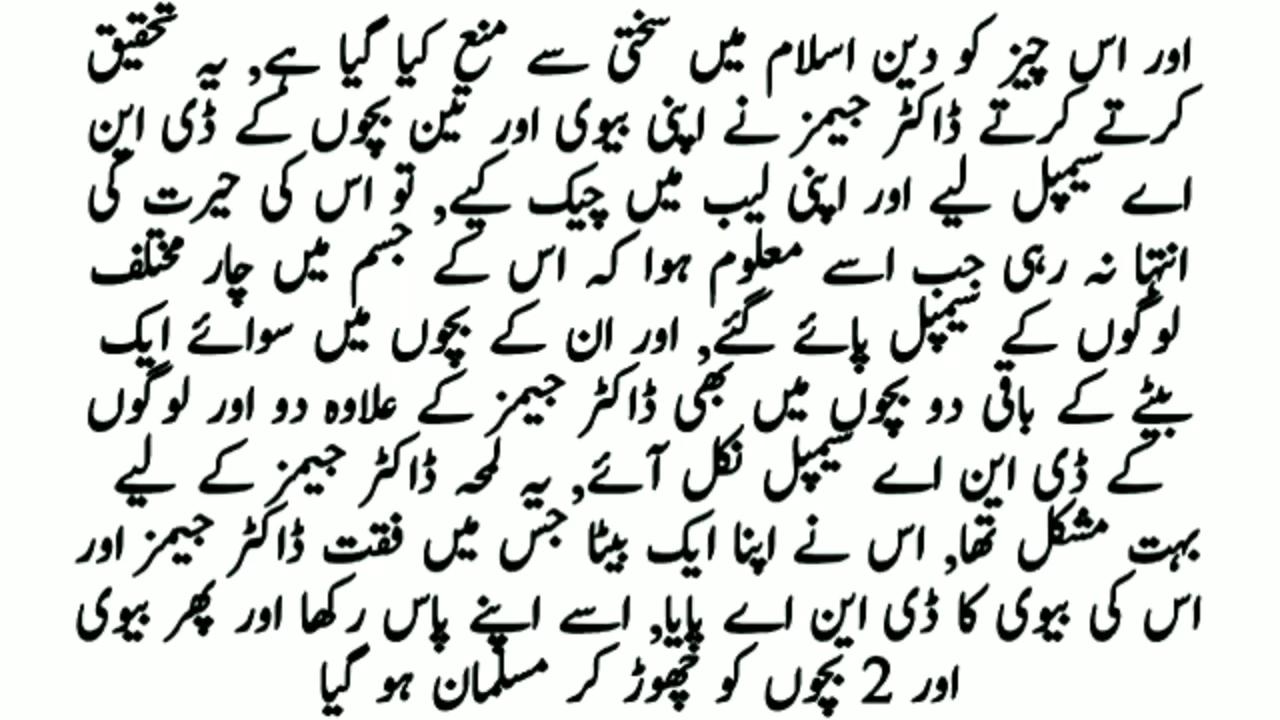 اور اس چیز کو دین اسلام میں سختی سے منع کیا گیا ہے, یہ تحقیق
کرتے کرتے ڈاکٹر جیمز نے اپنی بیوی اور تین بچوں کے ڈی این
اے سیمپل لیے اور اپنی لیب میں چیک کیے, تو اس کی حیرت کی
انتہا نہ رہی جب اسے معلوم ہوا کہ اس کے جسم میں چار مختلف
لوگوں کے سیمپل پائے گئے, اور ان کے بچوں میں سوائے ایک
بیٹے کے باقی دو بچوں میں بھی ڈاکٹر جیمز کے علاوہ دو اور لوگوں
کے ڈی این اے سیمپل نکل آئے, یہ لمحہ ڈاکٹر جیمز کے لیے
بہت مشکل تھا, اس نے اپنا ایک بیٹا جس میں فقت ڈاکٹر جیمز اور
اس کی بیوی کا ڈی این اے پایا, اسے اپنے پاس رکھا اور پھر بیوی
اور 2 بچوں کو چھوڑ کر مسلمان ہو گیا